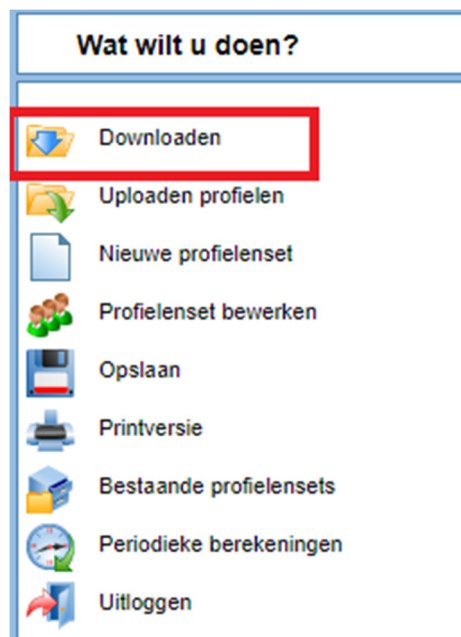 Wat wilt u doen?
Downloaden
Uploaden profielen
Nieuwe profielenset
Profielenset bewerken
Opslaan
Printversie
Bestaande profielensets
Periodieke berekeningen
Uitloggen